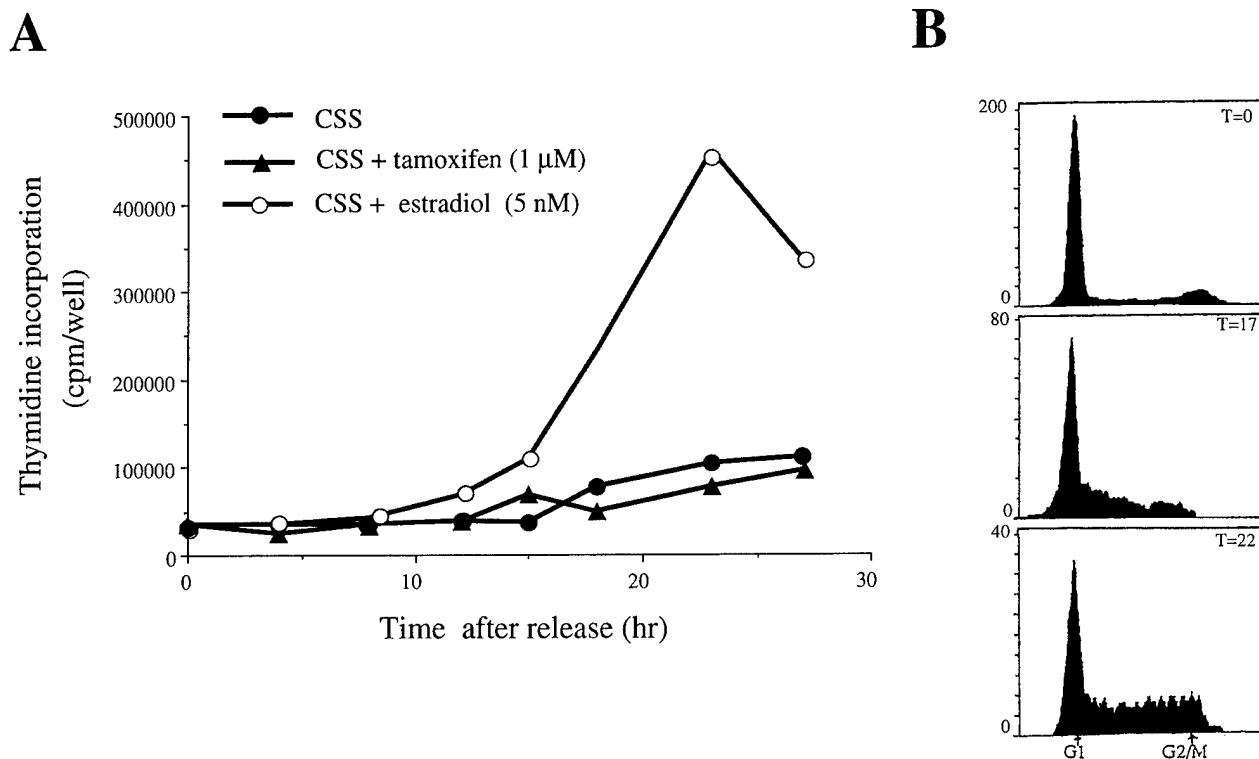 A
B
CSS
CSS + tamoxifen (1 μM)
CSS + estradiol (5 nM)
Thymidine incorporation
(cpm/well)
500000
400000
300000
200000
100000
0
0
10
20
30
Time after release (hr)
200
T=0
0
80
T=17
0
40
T=22
0
G1
G2/M